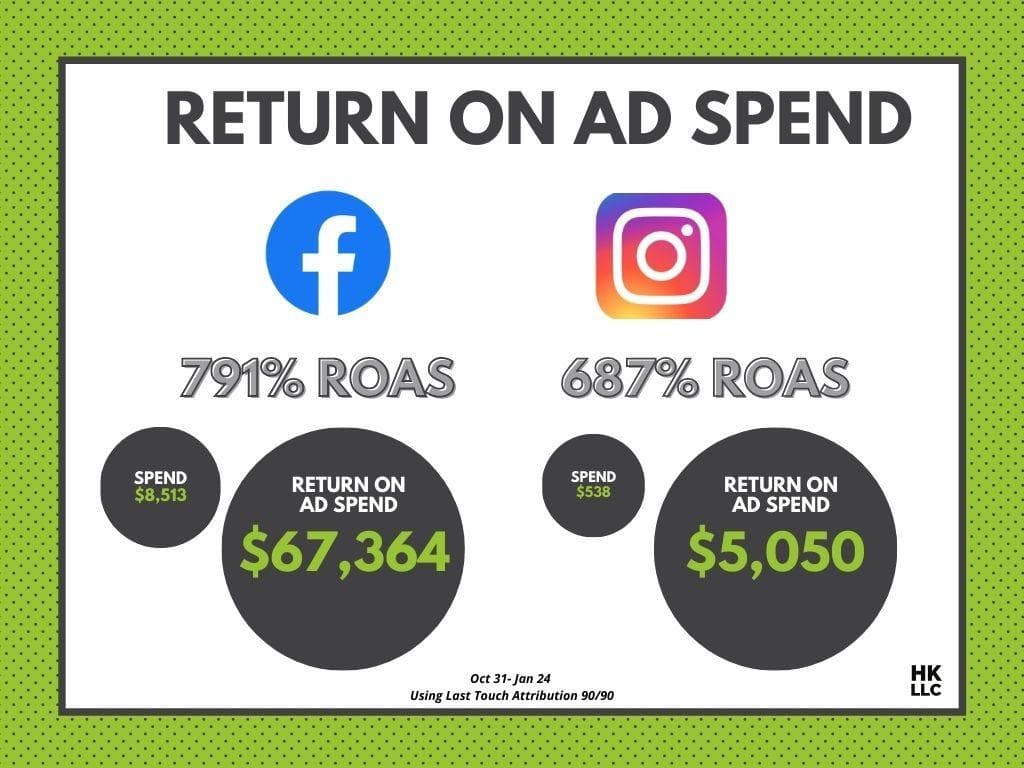 RETURN ON AD SPEND
791% ROAS
687% ROAS
SPEND
$8,513
RETURN ON
AD SPEND
$67,364
SPEND
$538
RETURN ON
AD SPEND
$5,050
Oct 31- Jan 24
Using Last Touch Attribution 90/90
HK
LLC